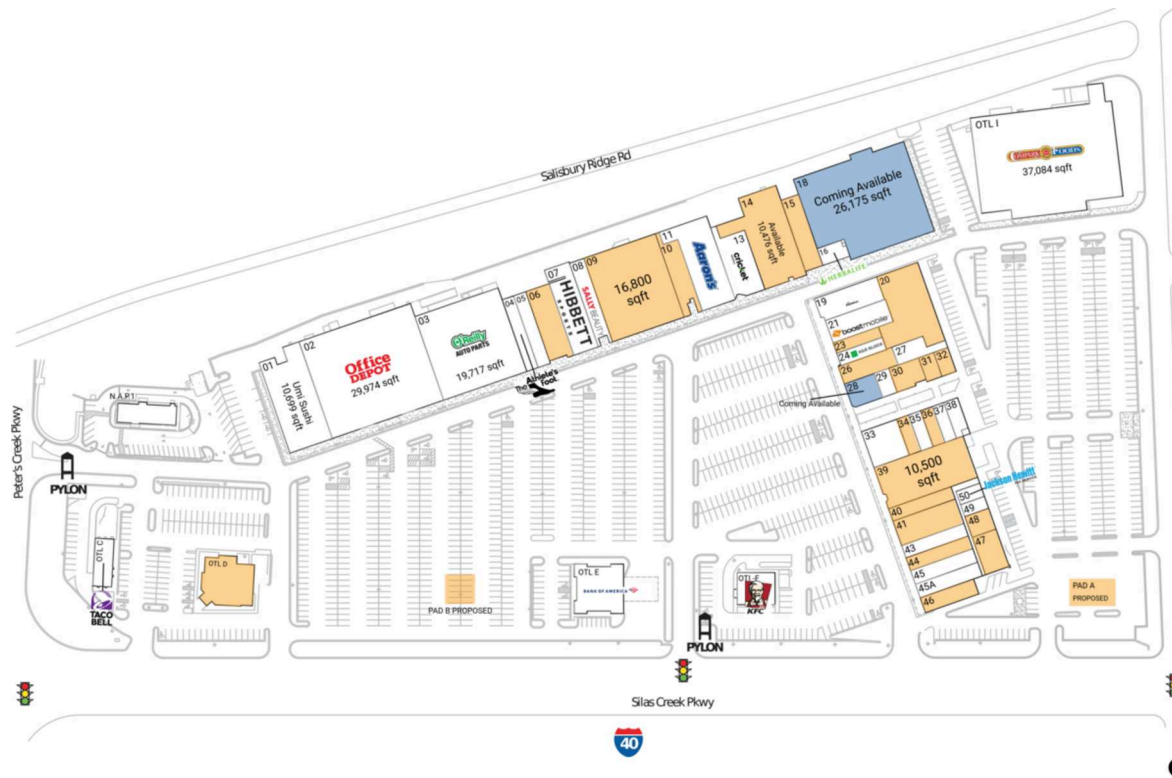 Salisbury Ridge Rd
OTL I
COMPARE FOODS
37,084 sqft
18
Coming Available
26,175 sqft
14
15
Available
10,476 sqft
13
cricket
16
HERBALIFE
11
10
Aaron's
09
16,800
sqft
08
SALLY BEAUTY
07
HIBBETT
SPORTS
06
05
04
The Athlete's
Foot
03
O'Reilly
AUTO PARTS
19,717 sqft
02
Office
DEPOT
29,974 sqft
01
Umi Sushi
10,699 sqft
19
20
21
boostmobile
23
24
H&R BLOCK
26
27
28
29
30
31
32
Coming Available
33
34
35
36
37
38
39
10,500
sqft
Jackson Hewitt
40
41
43
44
45
45A
46
47
48
49
50
N.A.P.1
Peter's Creek Pkwy
PYLON
OTL C
TACO
BELL
OTL D
PAD B PROPOSED
OTL E
BANK OF AMERICA
OTL-F
KFC
PYLON
PAD A
PROPOSED
Silas Creek Pkwy
40